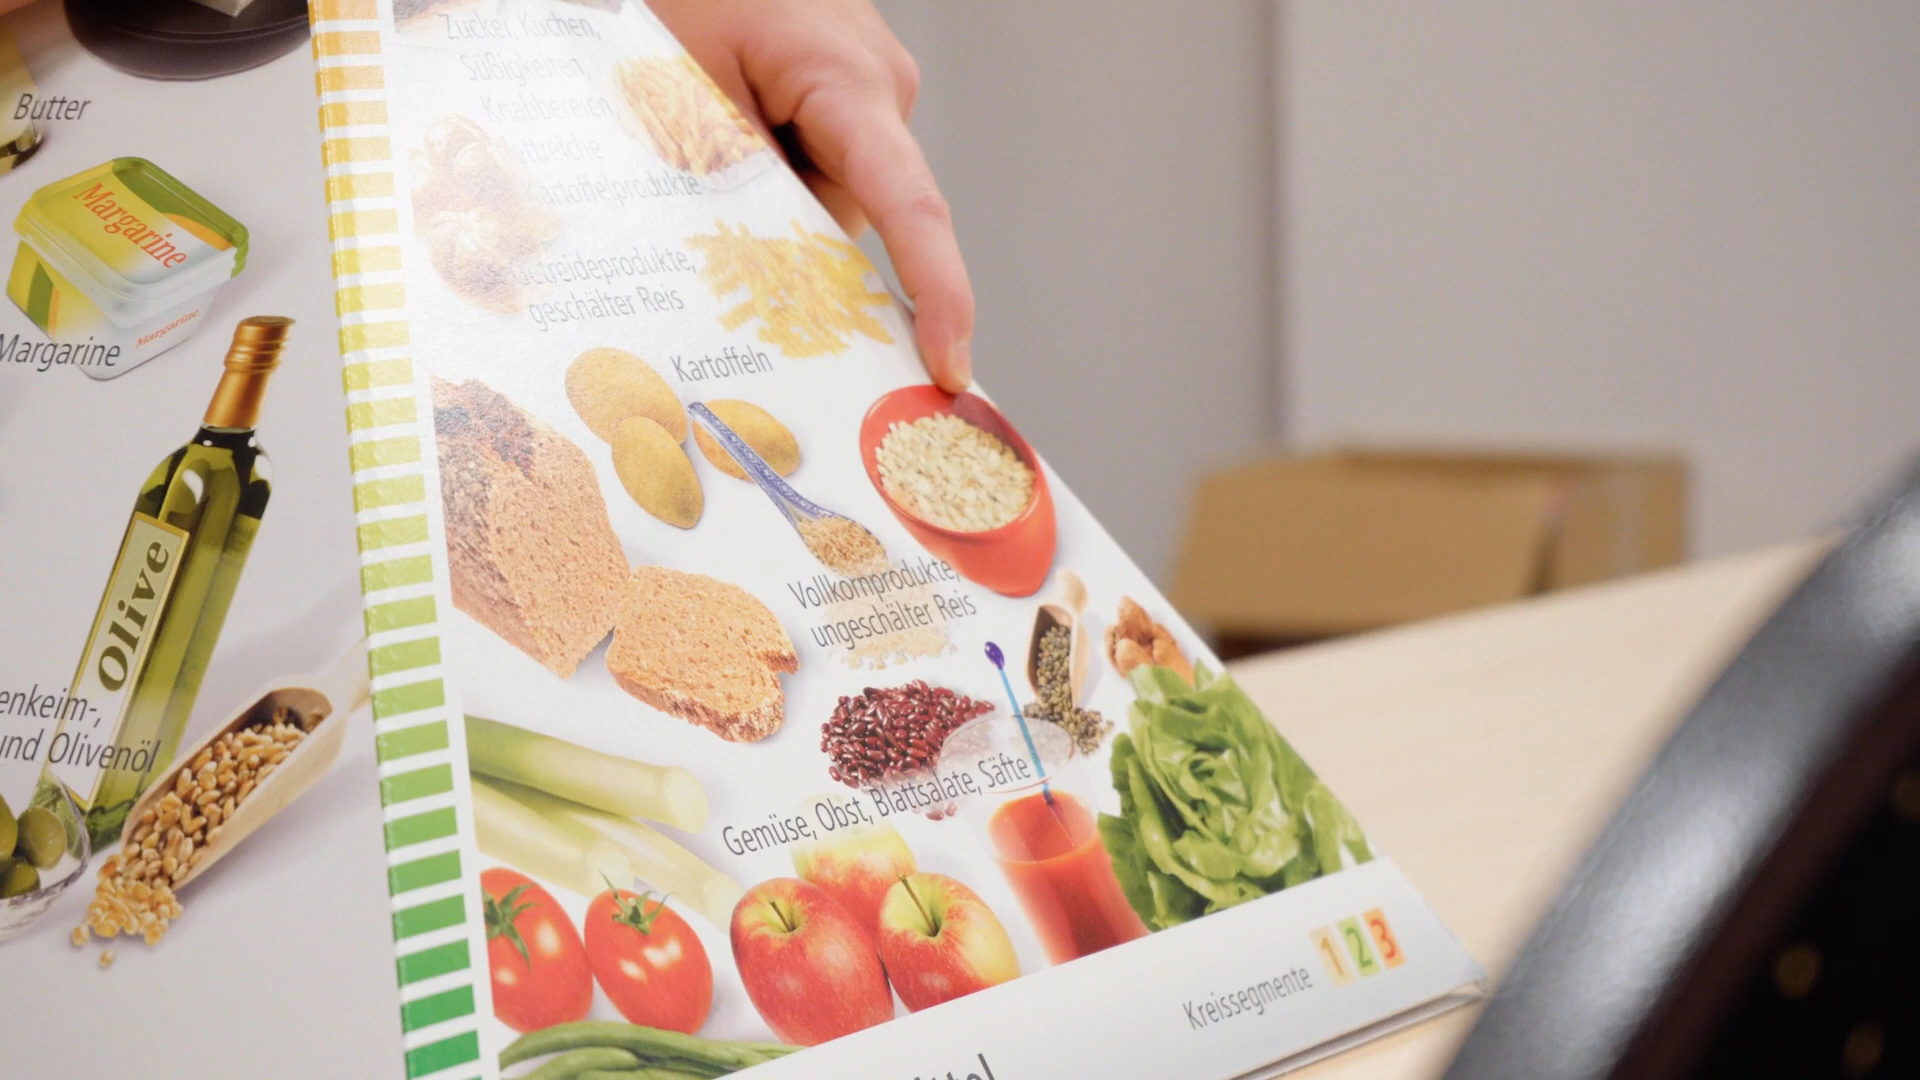 Butter
Margarine
Margarine
Margarine
Olive
enkeim-,
und Olivenöl
Zucker, Kuchen,
Süßigkeiten,
Knabbereien
fettreiche
Kartoffelprodukte
Getreideprodukte,
geschälter Reis
Kartoffeln
Vollkornprodukte,
ungeschälter Reis
Gemüse, Obst, Blattsalate, Säfte
Kreissegmente 1 2 3